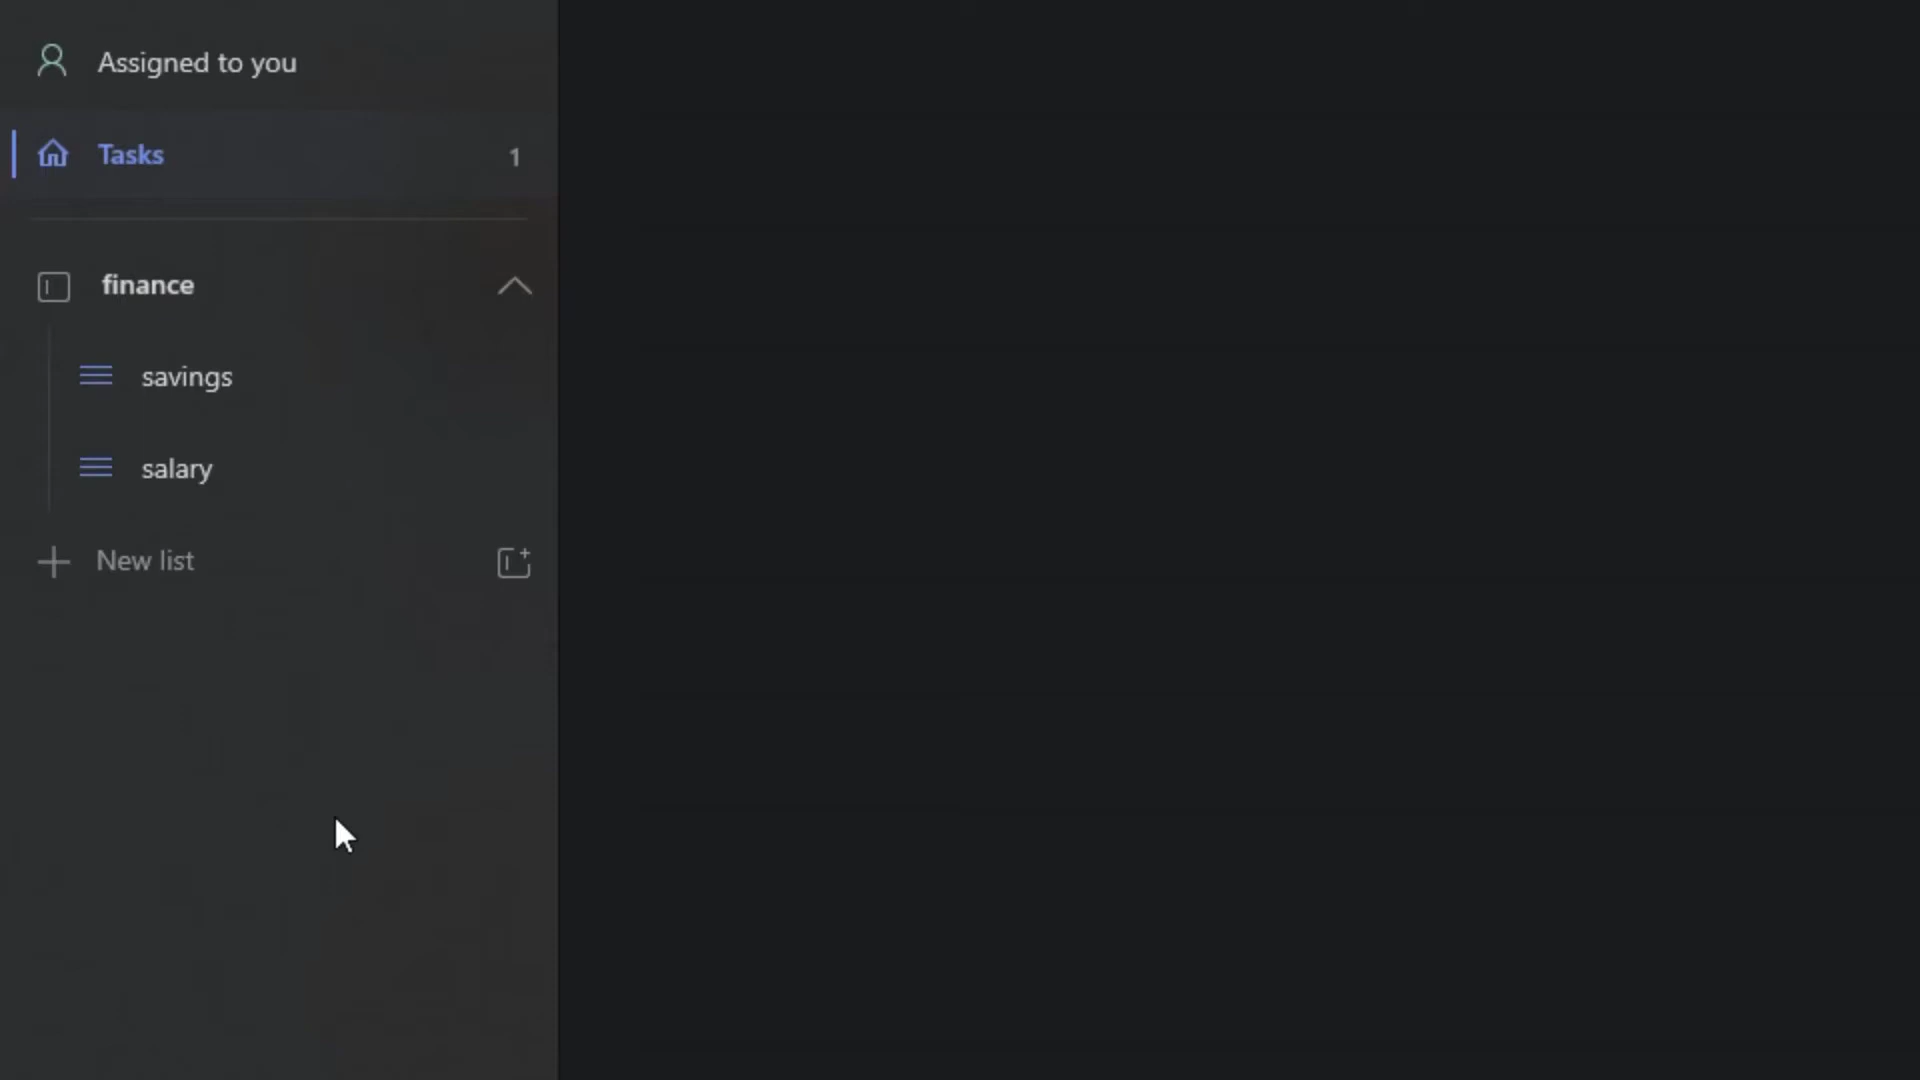 Assigned to you
Tasks 1
finance
savings
salary
New list